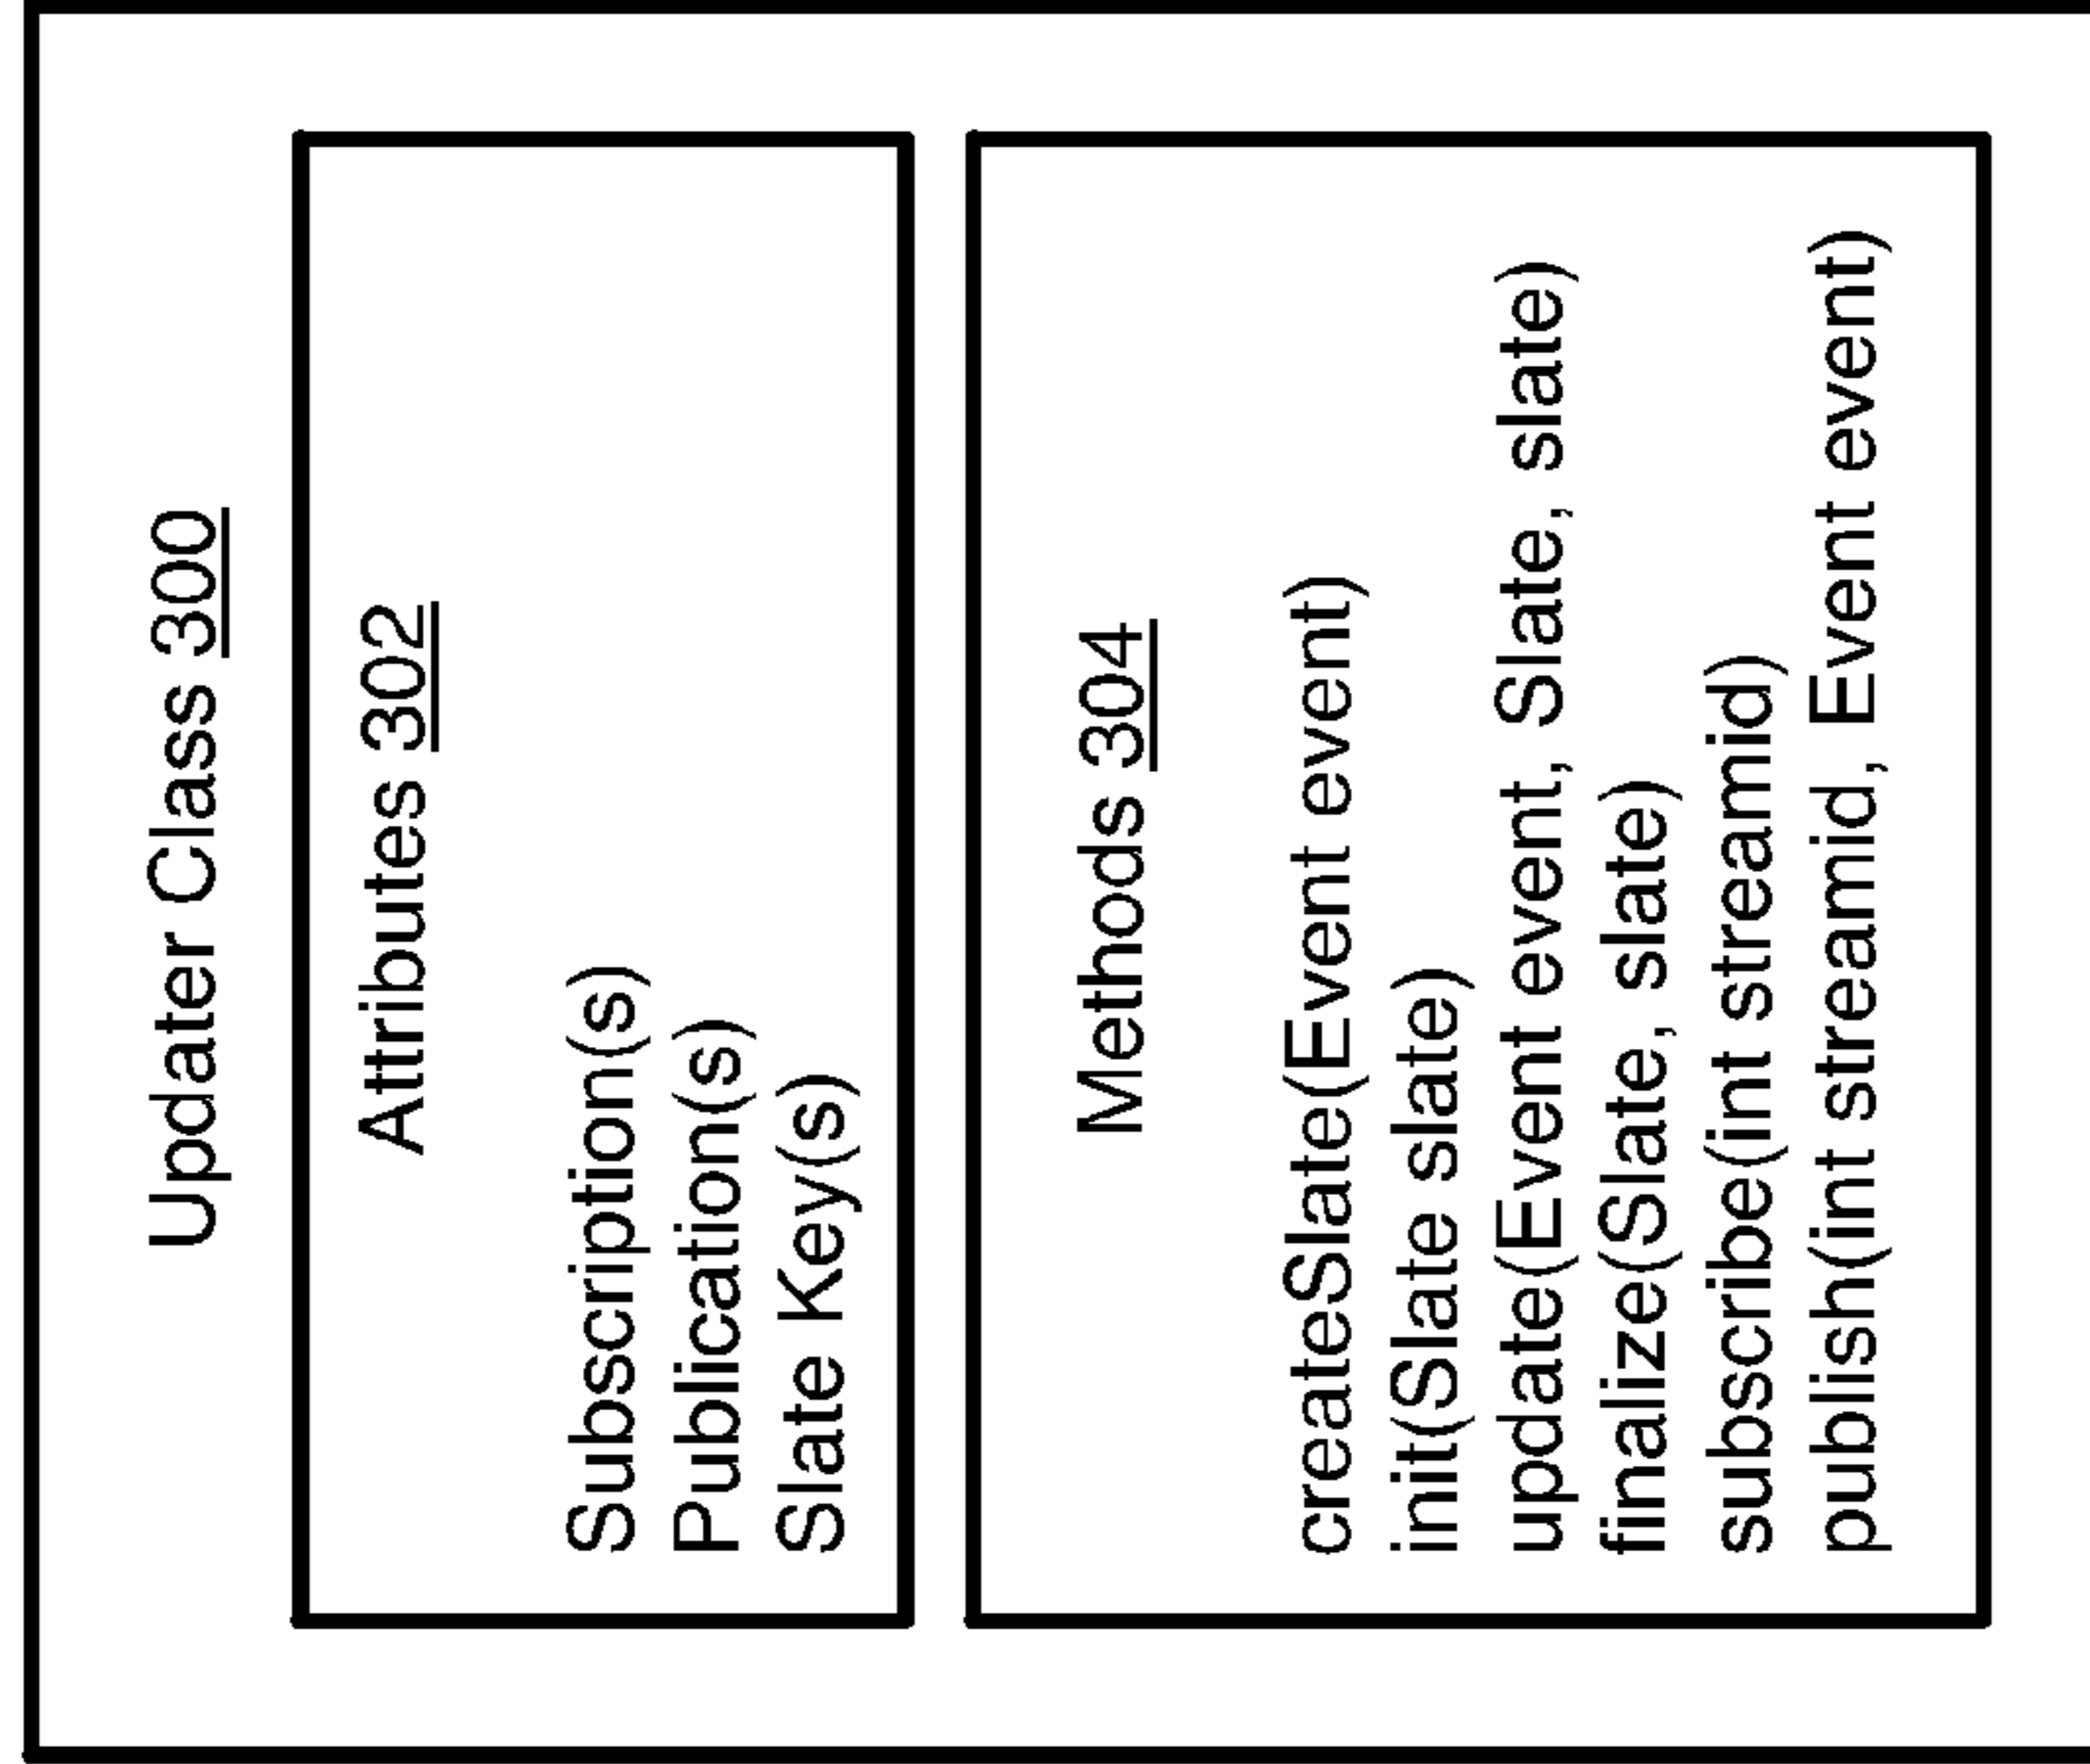 Updater Class 300
Attributes 302
Subscription(s)
Publication(s)
Slate Key(s)
Methods 304
createSlate(Event event)
init(Slate slate)
update(Event event, Slate, slate)
finalize(Slate, slate)
subscribe(int streamid)
publish(int streamid, Event event)